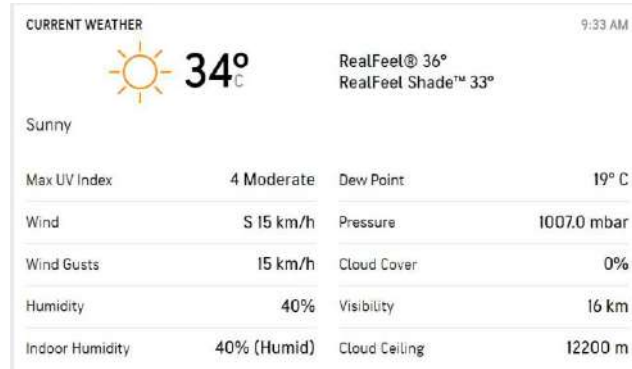 CURRENT WEATHER 9:33 AM
34°C RealFeel® 36°
RealFeel Shade™ 33°
Sunny
Max UV Index 4 Moderate Dew Point 19° C
Wind S 15 km/h Pressure 1007.0 mbar
Wind Gusts 15 km/h Cloud Cover 0%
Humidity 40% Visibility 16 km
Indoor Humidity 40% (Humid) Cloud Ceiling 12200 m